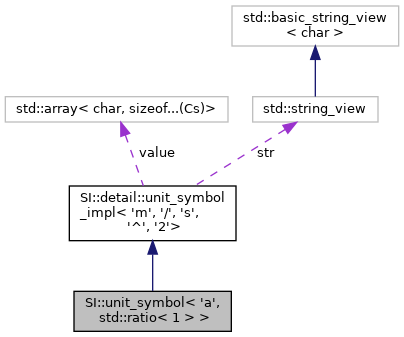 std::basic_string_view
< char >
std::array< char, sizeof...(Cs)>
std::string_view
value
str
SI::detail::unit_symbol
_impl< 'm', '/', 's',
'^', '2'>
SI::unit_symbol< 'a',
std::ratio< 1 > >